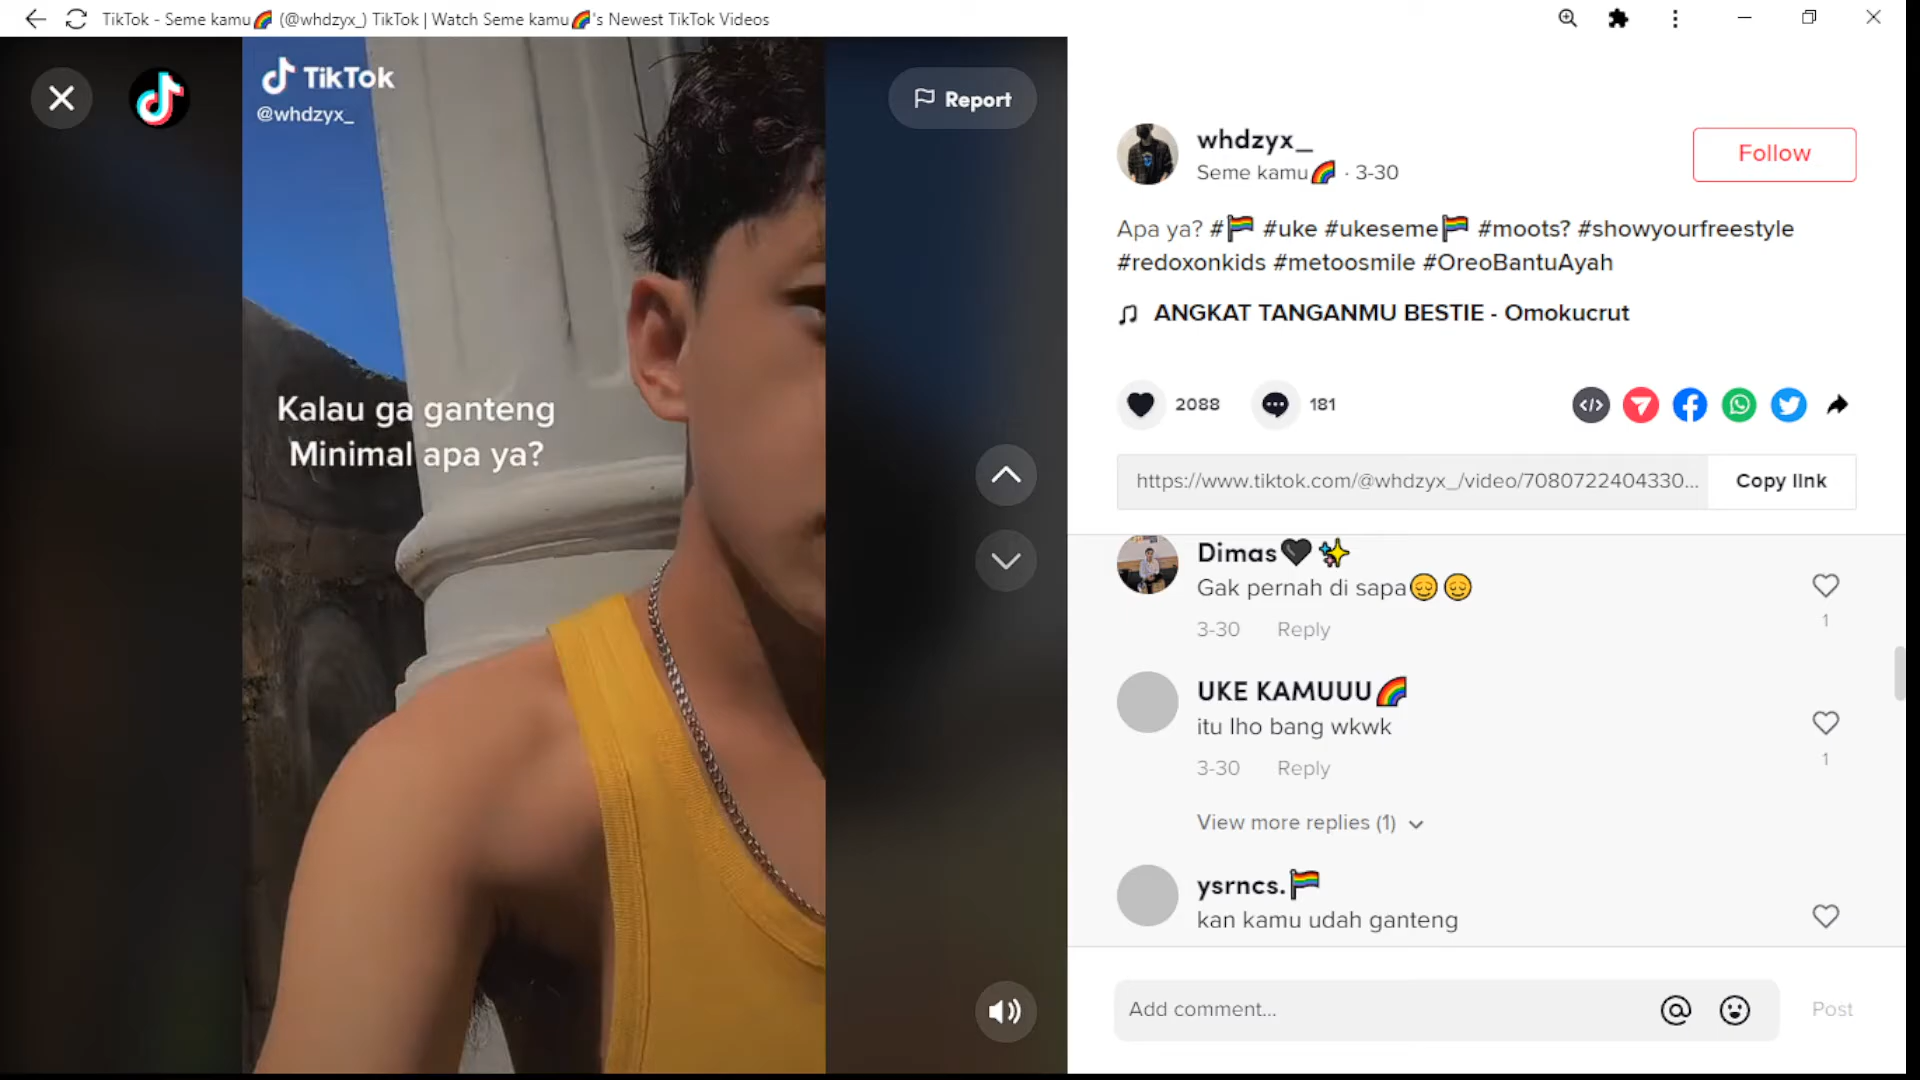 TikTok - Seme kamu🌈 (@whdzyx_) TikTok | Watch Seme kamu🌈's Newest TikTok Videos
TikTok
@whdzyx_
Report
Kalau ga ganteng
Minimal apa ya?
whdzyx_
Seme kamu🌈 · 3-30
Follow
Apa ya? #🏳️‍🌈 #uke #ukeseme🏳️‍🌈 #moots? #showyourfreestyle
#redoxonkids #metoosmile #OreoBantuAyah
ANGKAT TANGANMU BESTIE - Omokucrut
2088
181
https://www.tiktok.com/@whdzyx_/video/7080722404330...
Copy link
Dimas🖤✨
Gak pernah di sapa😔😔
3-30 Reply
1
UKE KAMUUU🌈
itu lho bang wkwk
3-30 Reply
1
View more replies (1)
ysrncs.🏳️‍🌈
kan kamu udah ganteng
Add comment...
Post